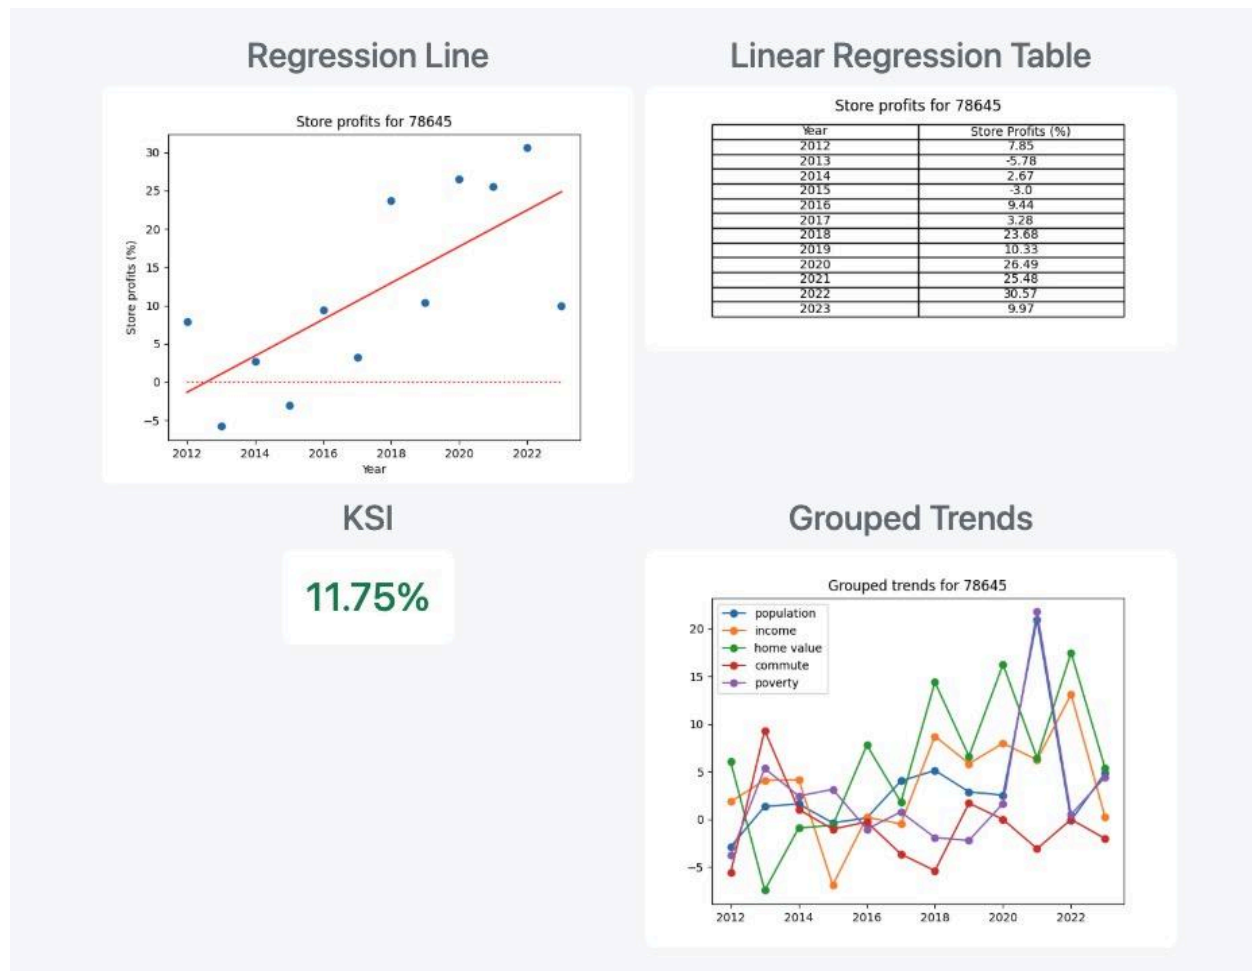 Regression Line
Store profits for 78645
30
25
20
15
10
5
0
−5
Store profits (%)
2012 2014 2016 2018 2020 2022
Year
Linear Regression Table
Store profits for 78645
Year Store Profits (%)
2012 7.85
2013 -5.78
2014 2.67
2015 -3.0
2016 9.44
2017 3.28
2018 23.68
2019 10.33
2020 26.49
2021 25.48
2022 30.57
2023 9.97
KSI
11.75%
Grouped Trends
Grouped trends for 78645
population
income
home value
commute
poverty
20
15
10
5
0
−5
2012 2014 2016 2018 2020 2022